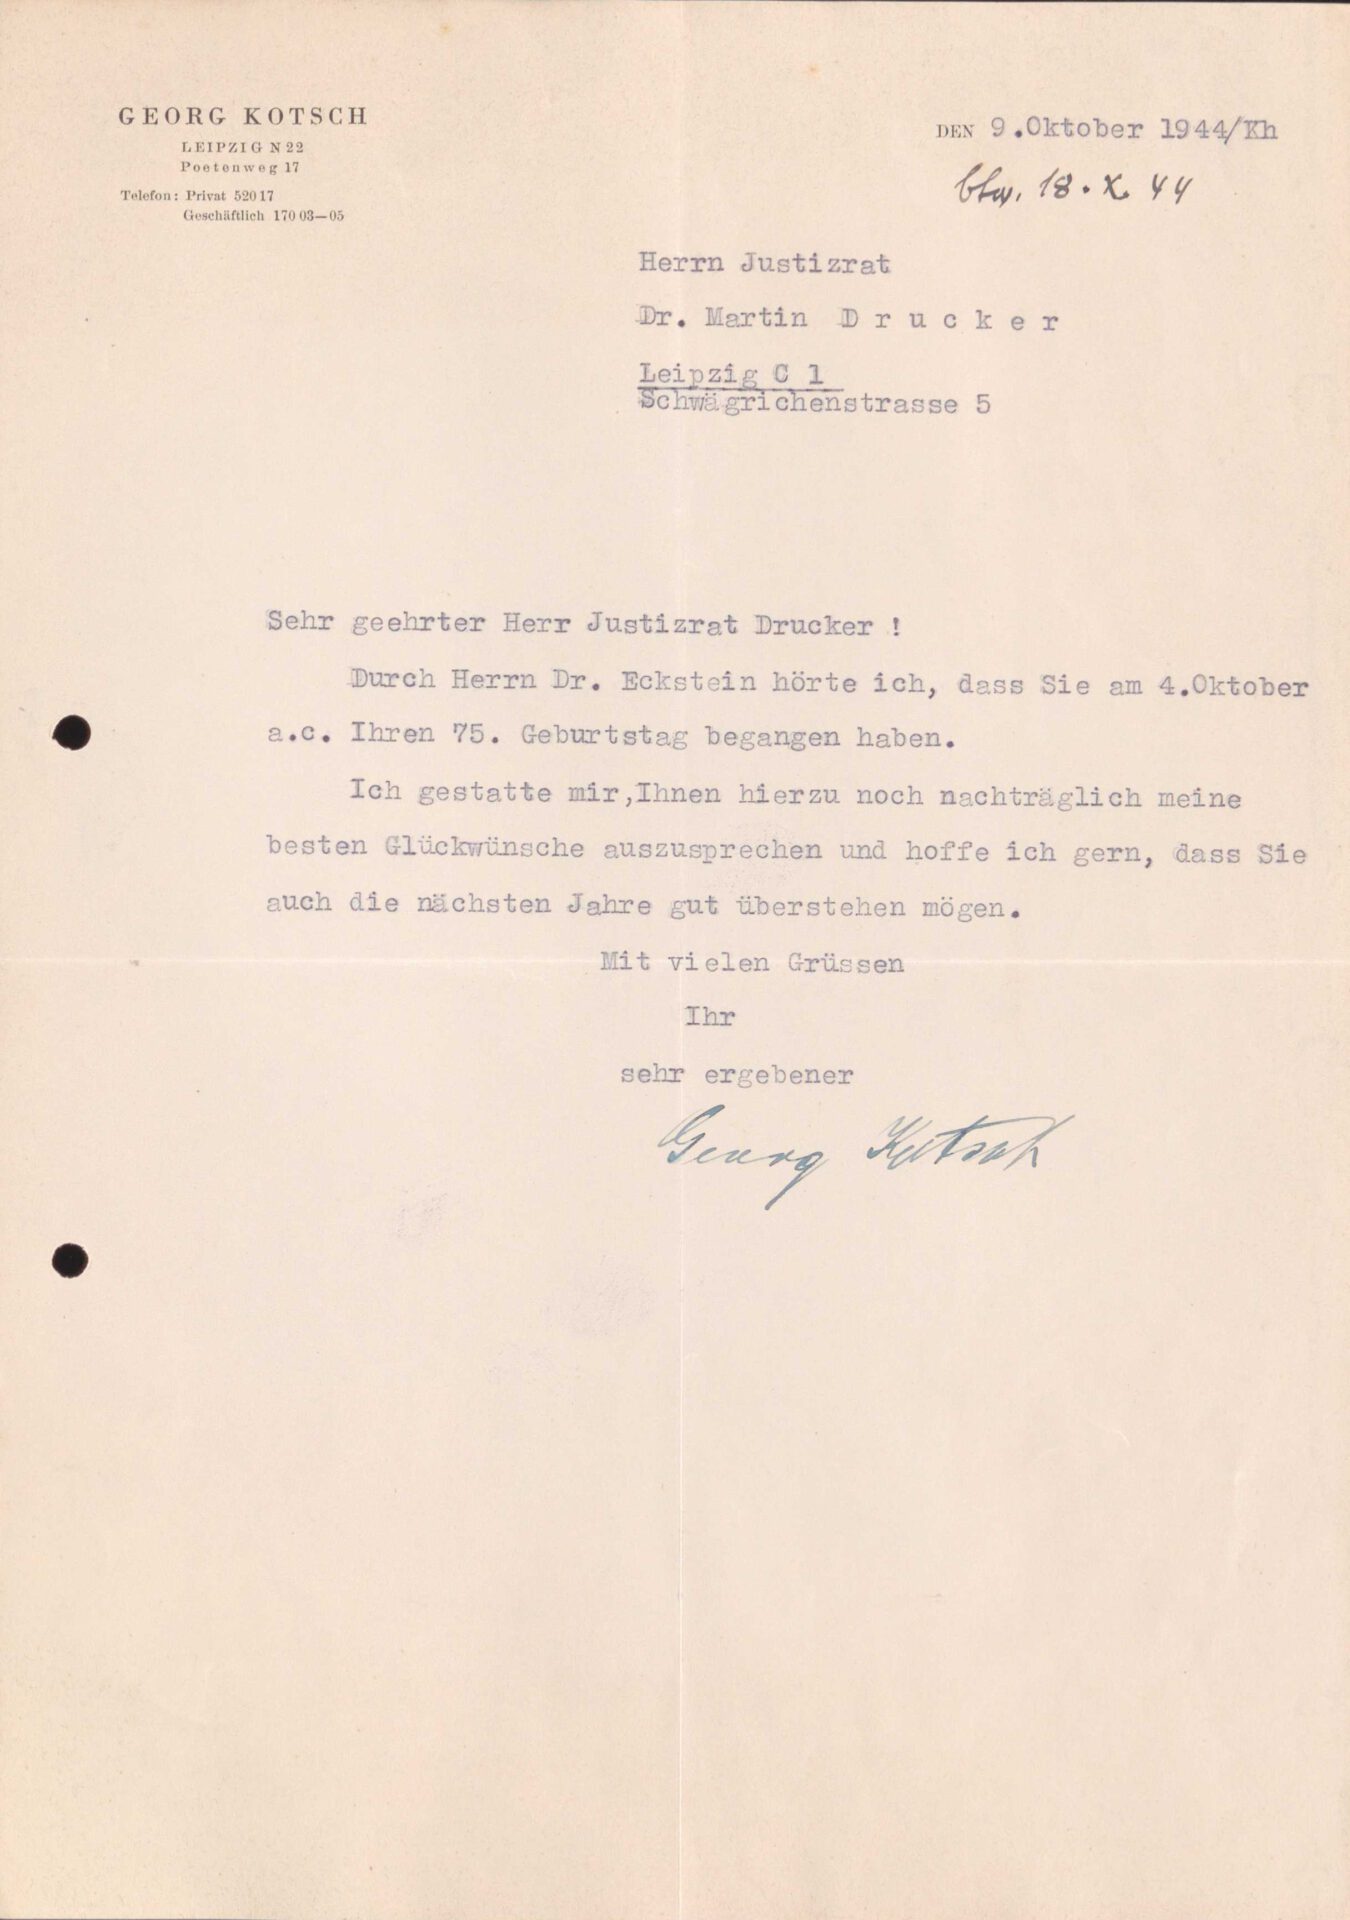 GEORG KOTSCH
LEIPZIG N 22
Poetenweg 17
Telefon: Privat 520 17
Geschäftlich 170 03—05
DEN 9.Oktober 1944/Kh
18. X. 44
Herrn Justizrat
Dr. Martin D r u c k e r
Leipzig C 1
Schwägrichenstrasse 5
Sehr geehrter Herr Justizrat Drucker !
Durch Herrn Dr. Eckstein hörte ich, dass Sie am 4.Oktober
a.c. Ihren 75. Geburtstag begangen haben.
Ich gestatte mir,Ihnen hierzu noch nachträglich meine
besten Glückwünsche auszusprechen und hoffe ich gern, dass Sie
auch die nächsten Jahre gut überstehen mögen.
Mit vielen Grüssen
Ihr
sehr ergebener
Georg Kotsch